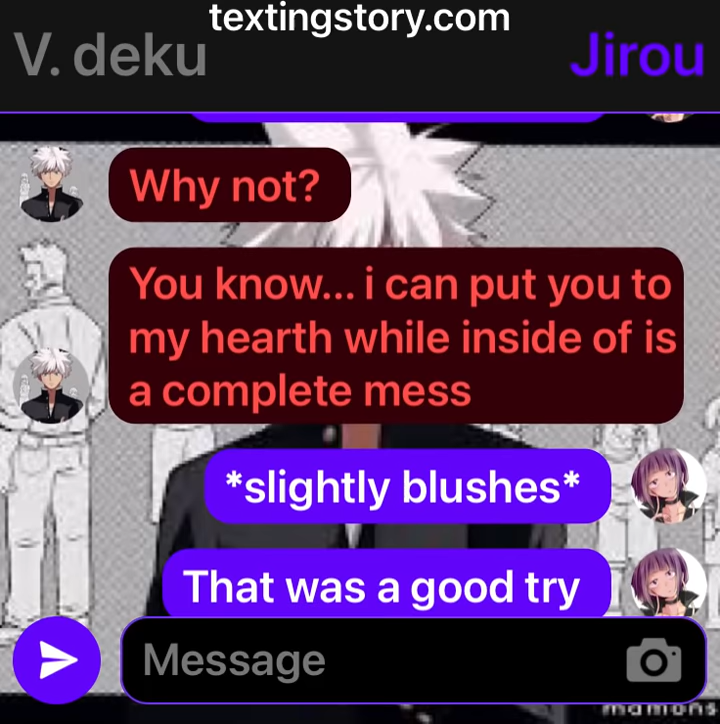 textingstory.com
V. deku
Jirou
Why not?
You know... i can put you to
my hearth while inside of is
a complete mess
*slightly blushes*
That was a good try
Message
mamons